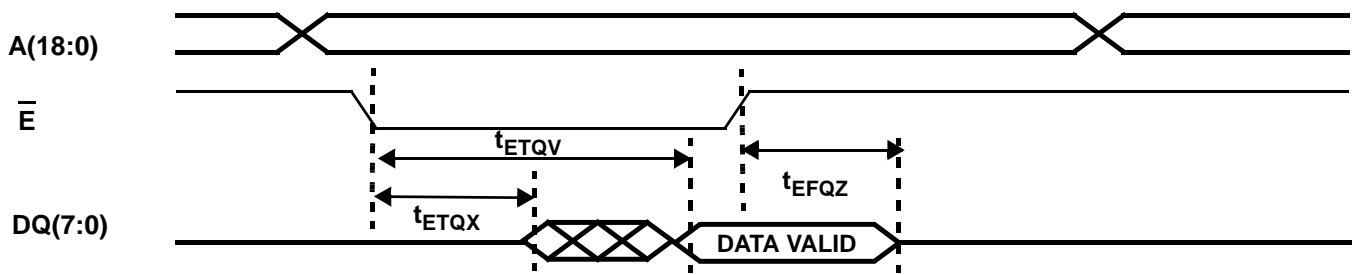 A(18:0)
E
tETQV
tEFQZ
tETQX
DQ(7:0)
DATA VALID